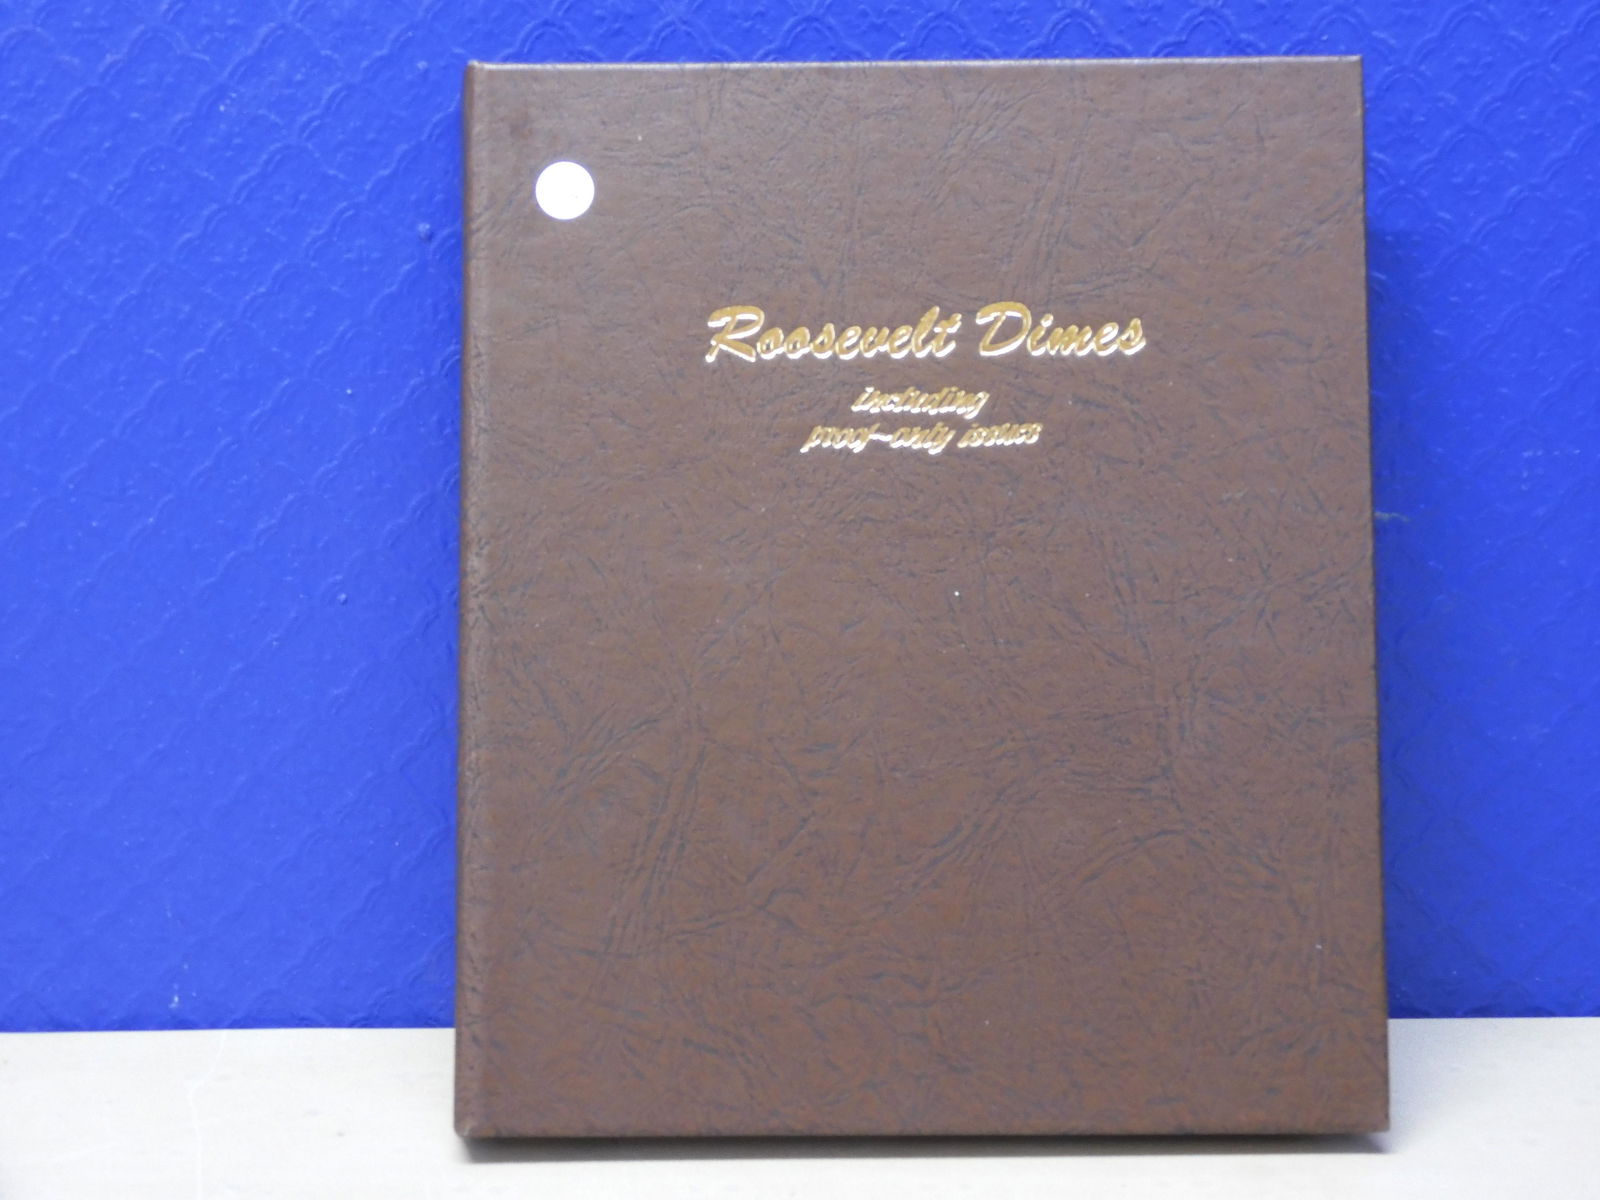 Roosevelt Dimes
including
proof-only issues